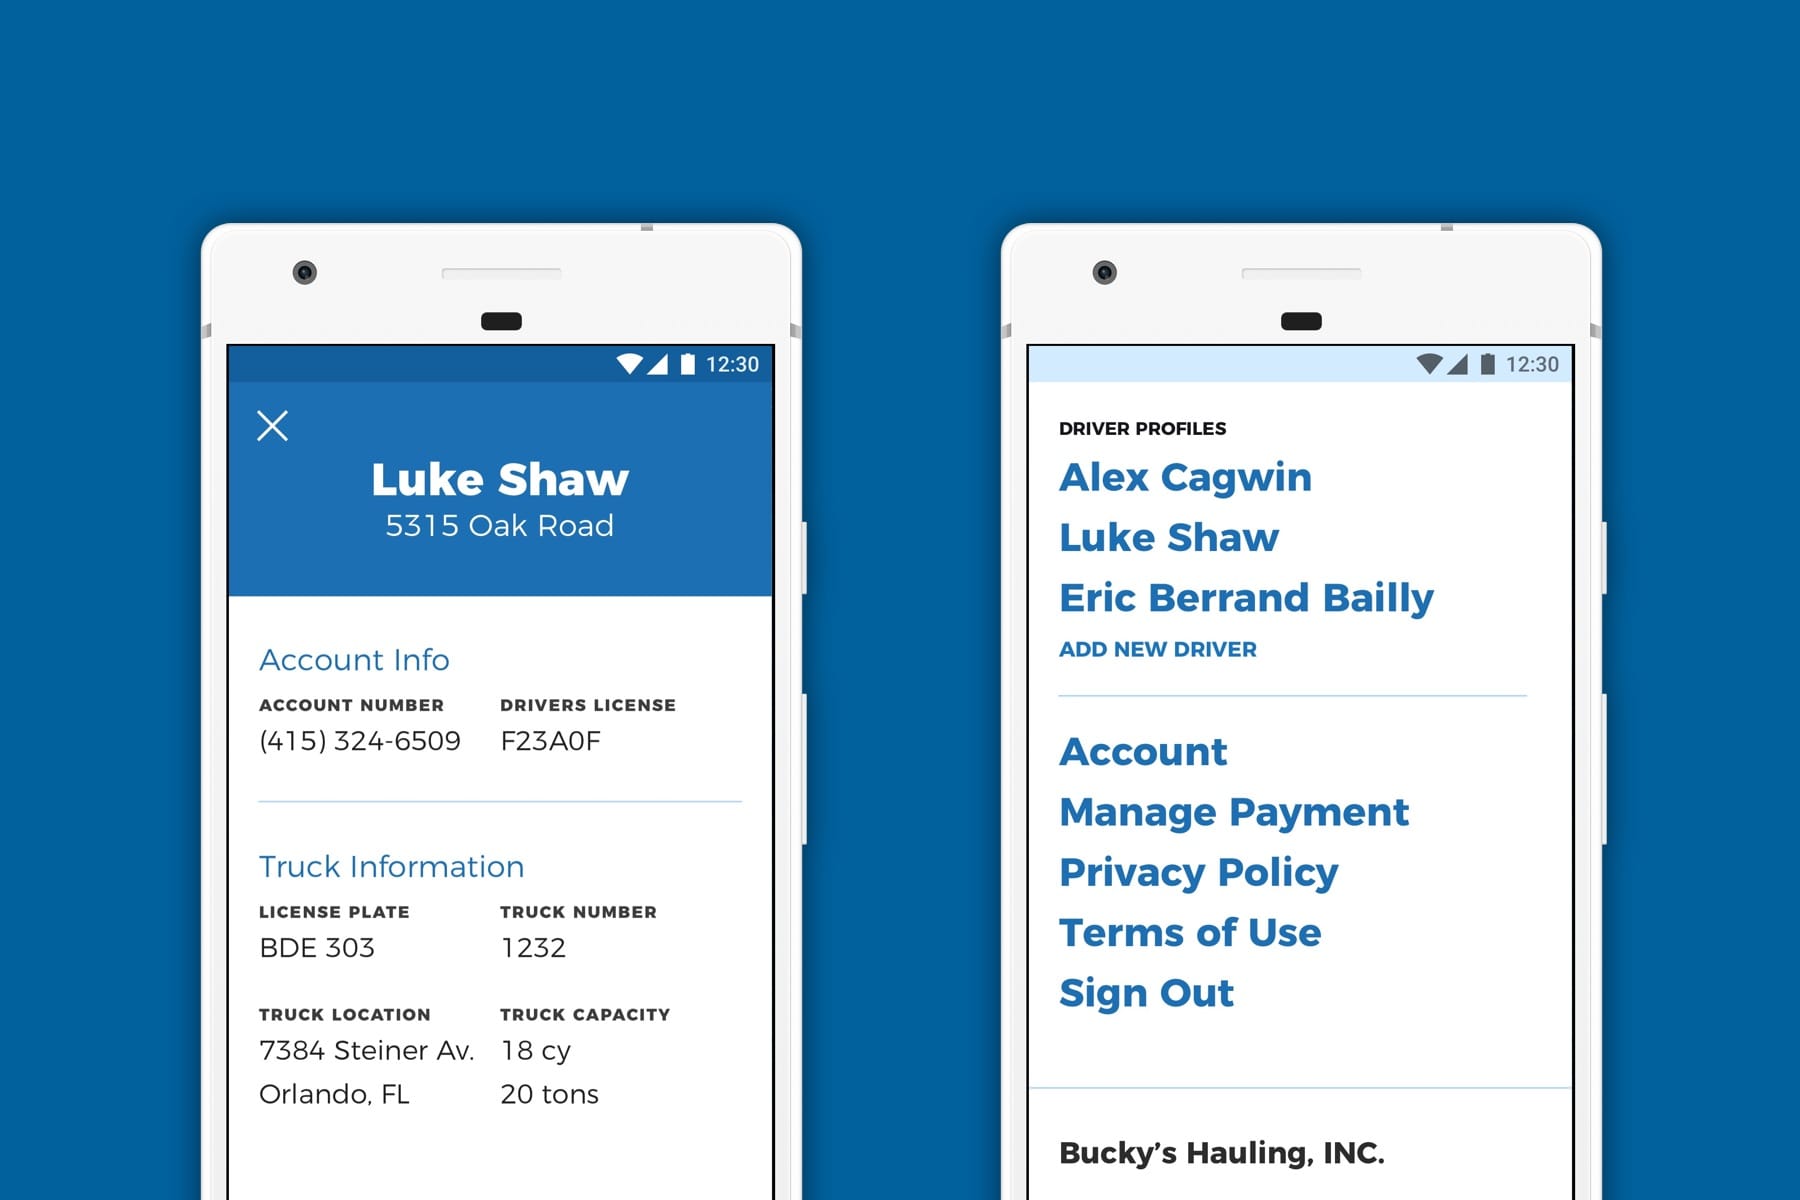 12:30
Luke Shaw
5315 Oak Road
Account Info
ACCOUNT NUMBER DRIVERS LICENSE
(415) 324-6509 F23A0F
Truck Information
LICENSE PLATE TRUCK NUMBER
BDE 303 1232
TRUCK LOCATION TRUCK CAPACITY
7384 Steiner Av. 18 cy
Orlando, FL 20 tons
12:30
DRIVER PROFILES
Alex Cagwin
Luke Shaw
Eric Berrand Bailly
ADD NEW DRIVER
Account
Manage Payment
Privacy Policy
Terms of Use
Sign Out
Bucky’s Hauling, INC.